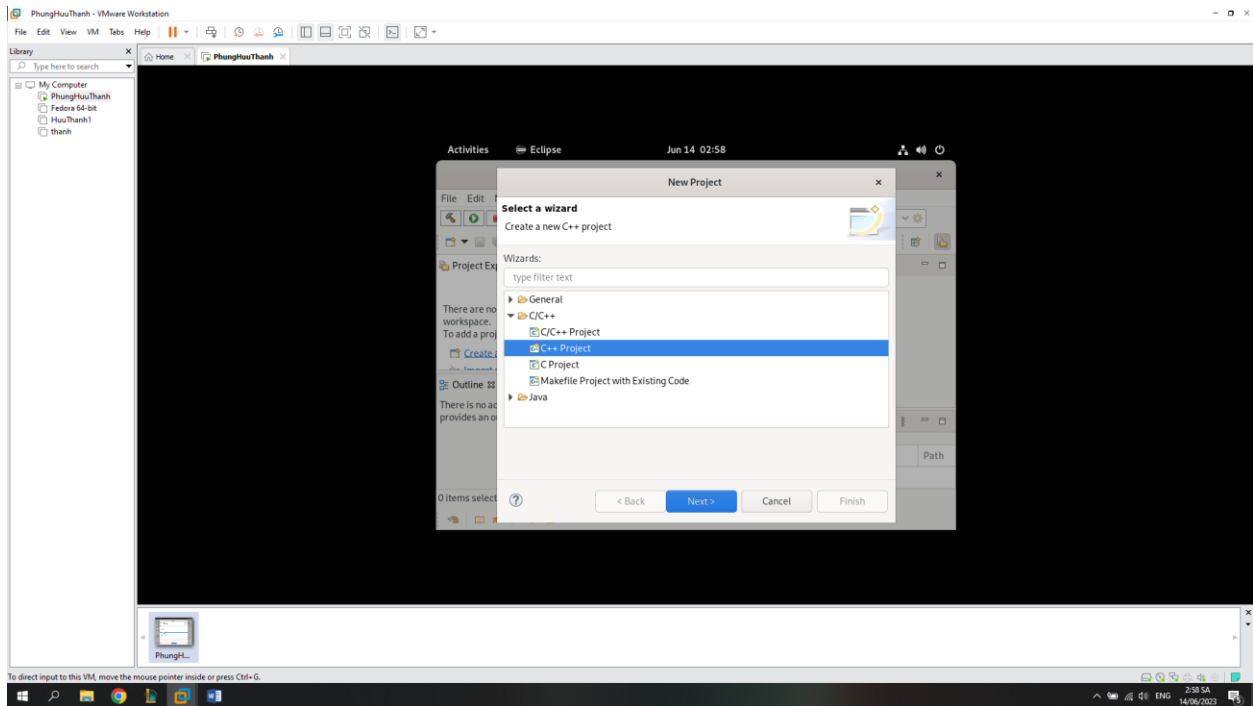 PhungHuuThanh - VMware Workstation
File Edit View VM Tabs Help
Library
Type here to search
Home
PhungHuuThanh
My Computer
PhungHuuThanh
Fedora 64-bit
HuuThanh1
thanh
Activities
Eclipse
Jun 14 02:58
New Project
File Edit
Select a wizard
Create a new C++ project
Project Exp
Wizards:
type filter text
General
C/C++
C/C++ Project
C++ Project
C Project
Makefile Project with Existing Code
Java
There are no
workspace.
To add a proj
Create a
Outline
There is no ac
provides an o
Path
0 items select
< Back
Next >
Cancel
Finish
PhungH...
To direct input to this VM, move the mouse pointer inside or press Ctrl+G.
ENG
2:58 SA
14/06/2023